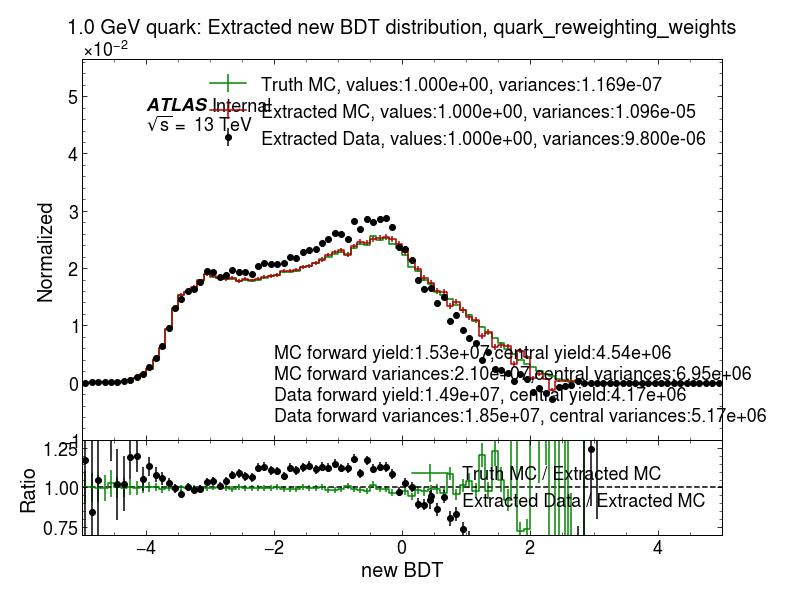 1.0 GeV quark: Extracted new BDT distribution, quark_reweighting_weights
×10⁻²
Truth MC, values:1.000e+00, variances:1.169e-07
ATLAS Internal
Extracted MC, values:1.000e+00, variances:1.096e-05
√s = 13 TeV
Extracted Data, values:1.000e+00, variances:9.800e-06
5
4
3
2
1
0
1
Normalized
MC forward yield:1.53e+07,central yield:4.54e+06
MC forward variances:2.10e+07,central variances:6.95e+06
Data forward yield:1.49e+07, central yield:4.17e+06
Data forward variances:1.85e+07, central variances:5.17e+06
1.25
1.00
0.75
Ratio
Truth MC / Extracted MC
Extracted Data / Extracted MC
−4 −2 0 2 4
new BDT